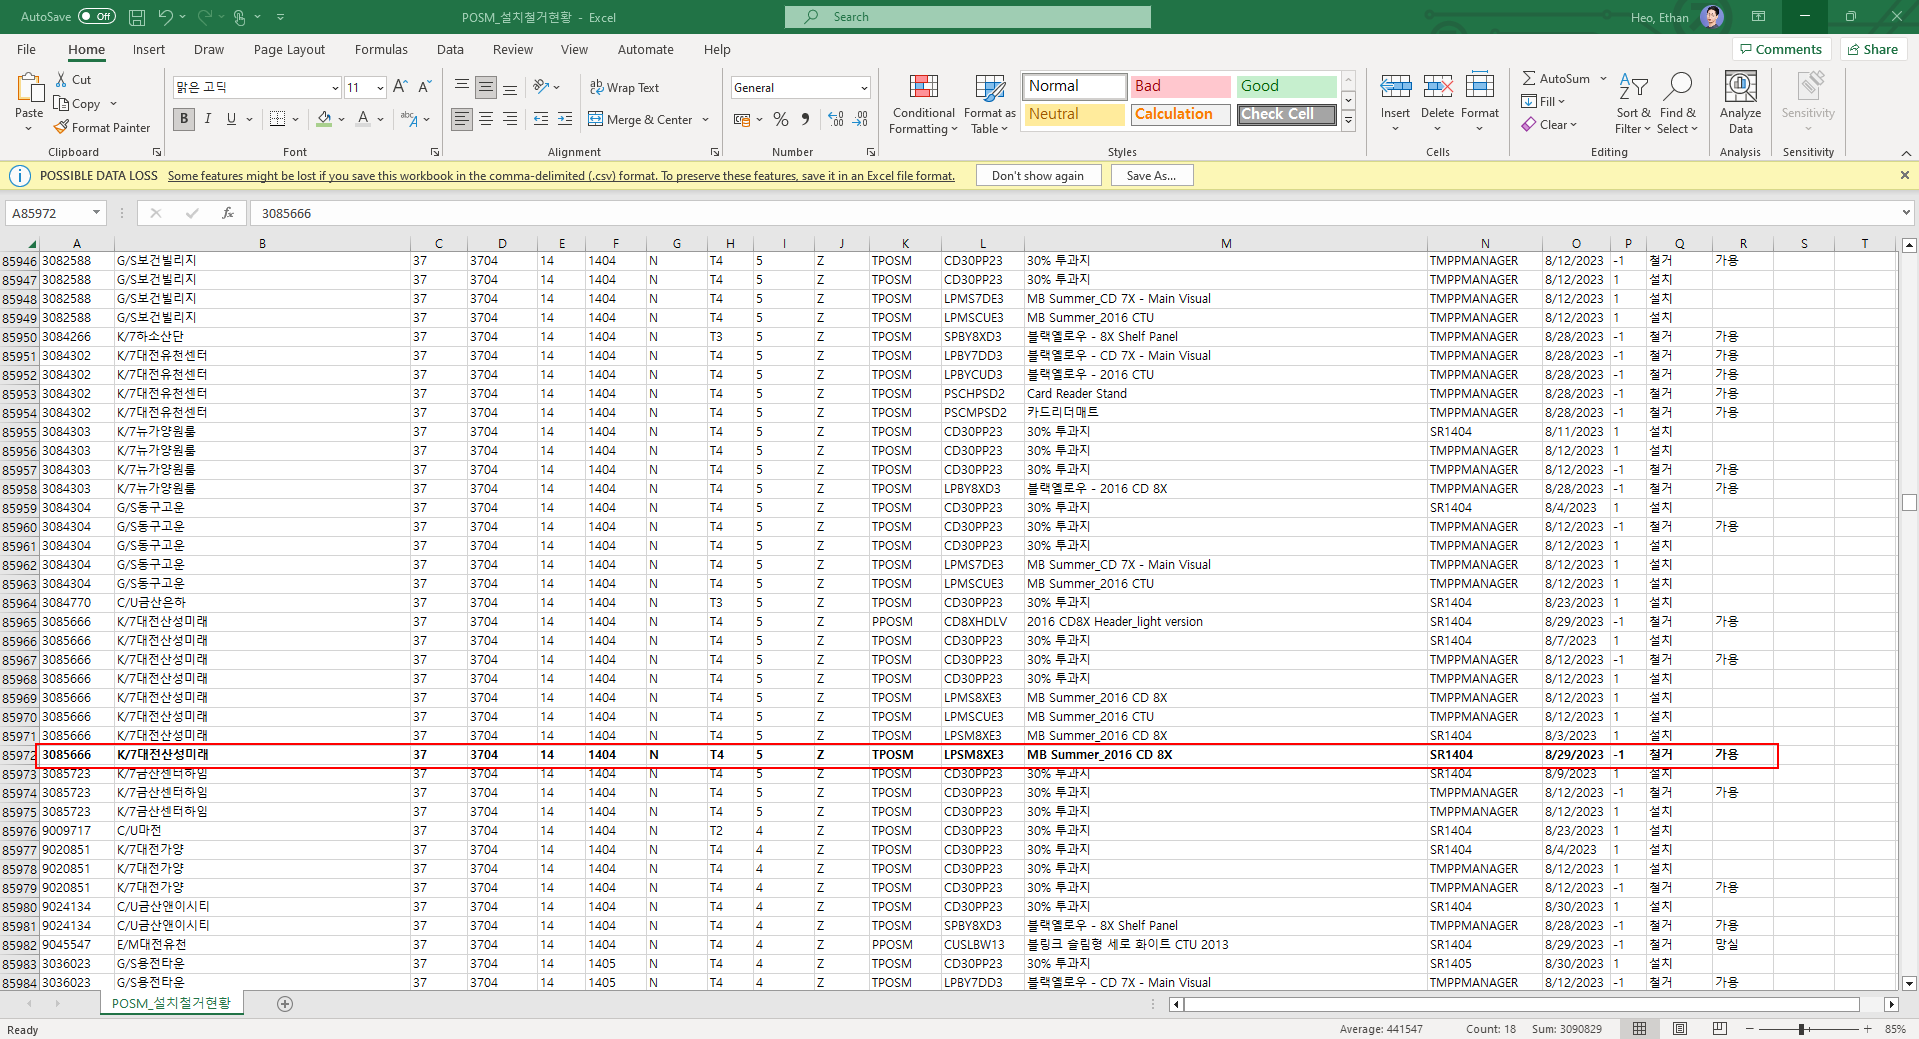 AutoSave Off POSM_설치철거현황 - Excel Search Heo, Ethan
File Home Insert Draw Page Layout Formulas Data Review View Automate Help Comments Share
Paste Cut Copy Format Painter Clipboard
맑은 고딕 11 B I U Font
Wrap Text Merge & Center Alignment
General Number
Conditional Formatting Format as Table Normal Bad Good Neutral Calculation Check Cell Styles
Insert Delete Format Cells
AutoSum Fill Clear Sort & Filter Find & Select Editing
Analyze Data Analysis
Sensitivity Sensitivity
POSSIBLE DATA LOSS Some features might be lost if you save this workbook in the comma-delimited (.csv) format. To preserve these features, save it in an Excel file format. Don't show again Save As...
A85972 fx 3085666
A B C D E F G H I J K L M N O P Q R S T
85946 3082588 G/S보건빌리지 37 3704 14 1404 N T4 5 Z TPOSM CD30PP23 30% 투과지 TMPPMANAGER 8/12/2023 -1 철거 가용
85947 3082588 G/S보건빌리지 37 3704 14 1404 N T4 5 Z TPOSM CD30PP23 30% 투과지 TMPPMANAGER 8/12/2023 1 설치
85948 3082588 G/S보건빌리지 37 3704 14 1404 N T4 5 Z TPOSM LPMS7DE3 MB Summer_CD 7X - Main Visual TMPPMANAGER 8/12/2023 1 설치
85949 3082588 G/S보건빌리지 37 3704 14 1404 N T4 5 Z TPOSM LPMSCUE3 MB Summer_2016 CTU TMPPMANAGER 8/12/2023 1 설치
85950 3084266 K/7하소산단 37 3704 14 1404 N T3 5 Z TPOSM SPBY8XD3 블랙옐로우 - 8X Shelf Panel TMPPMANAGER 8/28/2023 -1 철거 가용
85951 3084302 K/7대전유천센터 37 3704 14 1404 N T4 5 Z TPOSM LPBY7DD3 블랙옐로우 - CD 7X - Main Visual TMPPMANAGER 8/28/2023 -1 철거 가용
85952 3084302 K/7대전유천센터 37 3704 14 1404 N T4 5 Z TPOSM LPBYCUD3 블랙옐로우 - 2016 CTU TMPPMANAGER 8/28/2023 -1 철거 가용
85953 3084302 K/7대전유천센터 37 3704 14 1404 N T4 5 Z TPOSM PSCHPSD2 Card Reader Stand TMPPMANAGER 8/28/2023 -1 철거 가용
85954 3084302 K/7대전유천센터 37 3704 14 1404 N T4 5 Z TPOSM PSCMPSD2 카드리더매트 TMPPMANAGER 8/28/2023 -1 철거 가용
85955 3084303 K/7뉴가양원룸 37 3704 14 1404 N T4 5 Z TPOSM CD30PP23 30% 투과지 SR1404 8/11/2023 1 설치
85956 3084303 K/7뉴가양원룸 37 3704 14 1404 N T4 5 Z TPOSM CD30PP23 30% 투과지 TMPPMANAGER 8/12/2023 1 설치
85957 3084303 K/7뉴가양원룸 37 3704 14 1404 N T4 5 Z TPOSM CD30PP23 30% 투과지 TMPPMANAGER 8/12/2023 -1 철거 가용
85958 3084303 K/7뉴가양원룸 37 3704 14 1404 N T4 5 Z TPOSM LPBY8XD3 블랙옐로우 - 2016 CD 8X TMPPMANAGER 8/28/2023 -1 철거 가용
85959 3084304 G/S동구고운 37 3704 14 1404 N T4 5 Z TPOSM CD30PP23 30% 투과지 SR1404 8/4/2023 1 설치
85960 3084304 G/S동구고운 37 3704 14 1404 N T4 5 Z TPOSM CD30PP23 30% 투과지 TMPPMANAGER 8/12/2023 -1 철거 가용
85961 3084304 G/S동구고운 37 3704 14 1404 N T4 5 Z TPOSM CD30PP23 30% 투과지 TMPPMANAGER 8/12/2023 1 설치
85962 3084304 G/S동구고운 37 3704 14 1404 N T4 5 Z TPOSM LPMS7DE3 MB Summer_CD 7X - Main Visual TMPPMANAGER 8/12/2023 1 설치
85963 3084304 G/S동구고운 37 3704 14 1404 N T4 5 Z TPOSM LPMSCUE3 MB Summer_2016 CTU TMPPMANAGER 8/12/2023 1 설치
85964 3084770 C/U금산은하 37 3704 14 1404 N T3 5 Z TPOSM CD30PP23 30% 투과지 SR1404 8/23/2023 1 설치
85965 3085666 K/7대전산성미래 37 3704 14 1404 N T4 5 Z PPOSM CD8XHDLV 2016 CD8X Header_light version SR1404 8/29/2023 -1 철거 가용
85966 3085666 K/7대전산성미래 37 3704 14 1404 N T4 5 Z TPOSM CD30PP23 30% 투과지 SR1404 8/7/2023 1 설치
85967 3085666 K/7대전산성미래 37 3704 14 1404 N T4 5 Z TPOSM CD30PP23 30% 투과지 TMPPMANAGER 8/12/2023 -1 철거 가용
85968 3085666 K/7대전산성미래 37 3704 14 1404 N T4 5 Z TPOSM CD30PP23 30% 투과지 TMPPMANAGER 8/12/2023 1 설치
85969 3085666 K/7대전산성미래 37 3704 14 1404 N T4 5 Z TPOSM LPMS8XE3 MB Summer_2016 CD 8X TMPPMANAGER 8/12/2023 1 설치
85970 3085666 K/7대전산성미래 37 3704 14 1404 N T4 5 Z TPOSM LPMSCUE3 MB Summer_2016 CTU TMPPMANAGER 8/12/2023 1 설치
85971 3085666 K/7대전산성미래 37 3704 14 1404 N T4 5 Z TPOSM LPSM8XE3 MB Summer_2016 CD 8X SR1404 8/3/2023 1 설치
85972 3085666 K/7대전산성미래 37 3704 14 1404 N T4 5 Z TPOSM LPSM8XE3 MB Summer_2016 CD 8X SR1404 8/29/2023 -1 철거 가용
85973 3085723 K/7금산센터하임 37 3704 14 1404 N T4 5 Z TPOSM CD30PP23 30% 투과지 SR1404 8/9/2023 1 설치
85974 3085723 K/7금산센터하임 37 3704 14 1404 N T4 5 Z TPOSM CD30PP23 30% 투과지 TMPPMANAGER 8/12/2023 -1 철거 가용
85975 3085723 K/7금산센터하임 37 3704 14 1404 N T4 5 Z TPOSM CD30PP23 30% 투과지 TMPPMANAGER 8/12/2023 1 설치
85976 9009717 C/U마전 37 3704 14 1404 N T2 4 Z TPOSM CD30PP23 30% 투과지 SR1404 8/23/2023 1 설치
85977 9020851 K/7대전가양 37 3704 14 1404 N T4 4 Z TPOSM CD30PP23 30% 투과지 SR1404 8/4/2023 1 설치
85978 9020851 K/7대전가양 37 3704 14 1404 N T4 4 Z TPOSM CD30PP23 30% 투과지 TMPPMANAGER 8/12/2023 1 설치
85979 9020851 K/7대전가양 37 3704 14 1404 N T4 4 Z TPOSM CD30PP23 30% 투과지 TMPPMANAGER 8/12/2023 -1 철거 가용
85980 9024134 C/U금산앤이시티 37 3704 14 1404 N T4 4 Z TPOSM CD30PP23 30% 투과지 SR1404 8/30/2023 1 설치
85981 9024134 C/U금산앤이시티 37 3704 14 1404 N T4 4 Z TPOSM SPBY8XD3 블랙옐로우 - 8X Shelf Panel TMPPMANAGER 8/28/2023 -1 철거 가용
85982 9045547 E/M대전유천 37 3704 14 1404 N T4 4 Z PPOSM CUSLBW13 블링크 슬림형 세로 화이트 CTU 2013 SR1404 8/29/2023 -1 철거 망실
85983 3036023 G/S용전타운 37 3704 14 1405 N T4 4 Z TPOSM CD30PP23 30% 투과지 SR1405 8/30/2023 1 설치
85984 3036023 G/S용전타운 37 3704 14 1405 N T4 4 Z TPOSM LPBY7DD3 블랙옐로우 - CD 7X - Main Visual TMPPMANAGER 8/12/2023 -1 철거 가용
POSM_설치철거현황
Ready Average: 441547 Count: 18 Sum: 3090829 85%